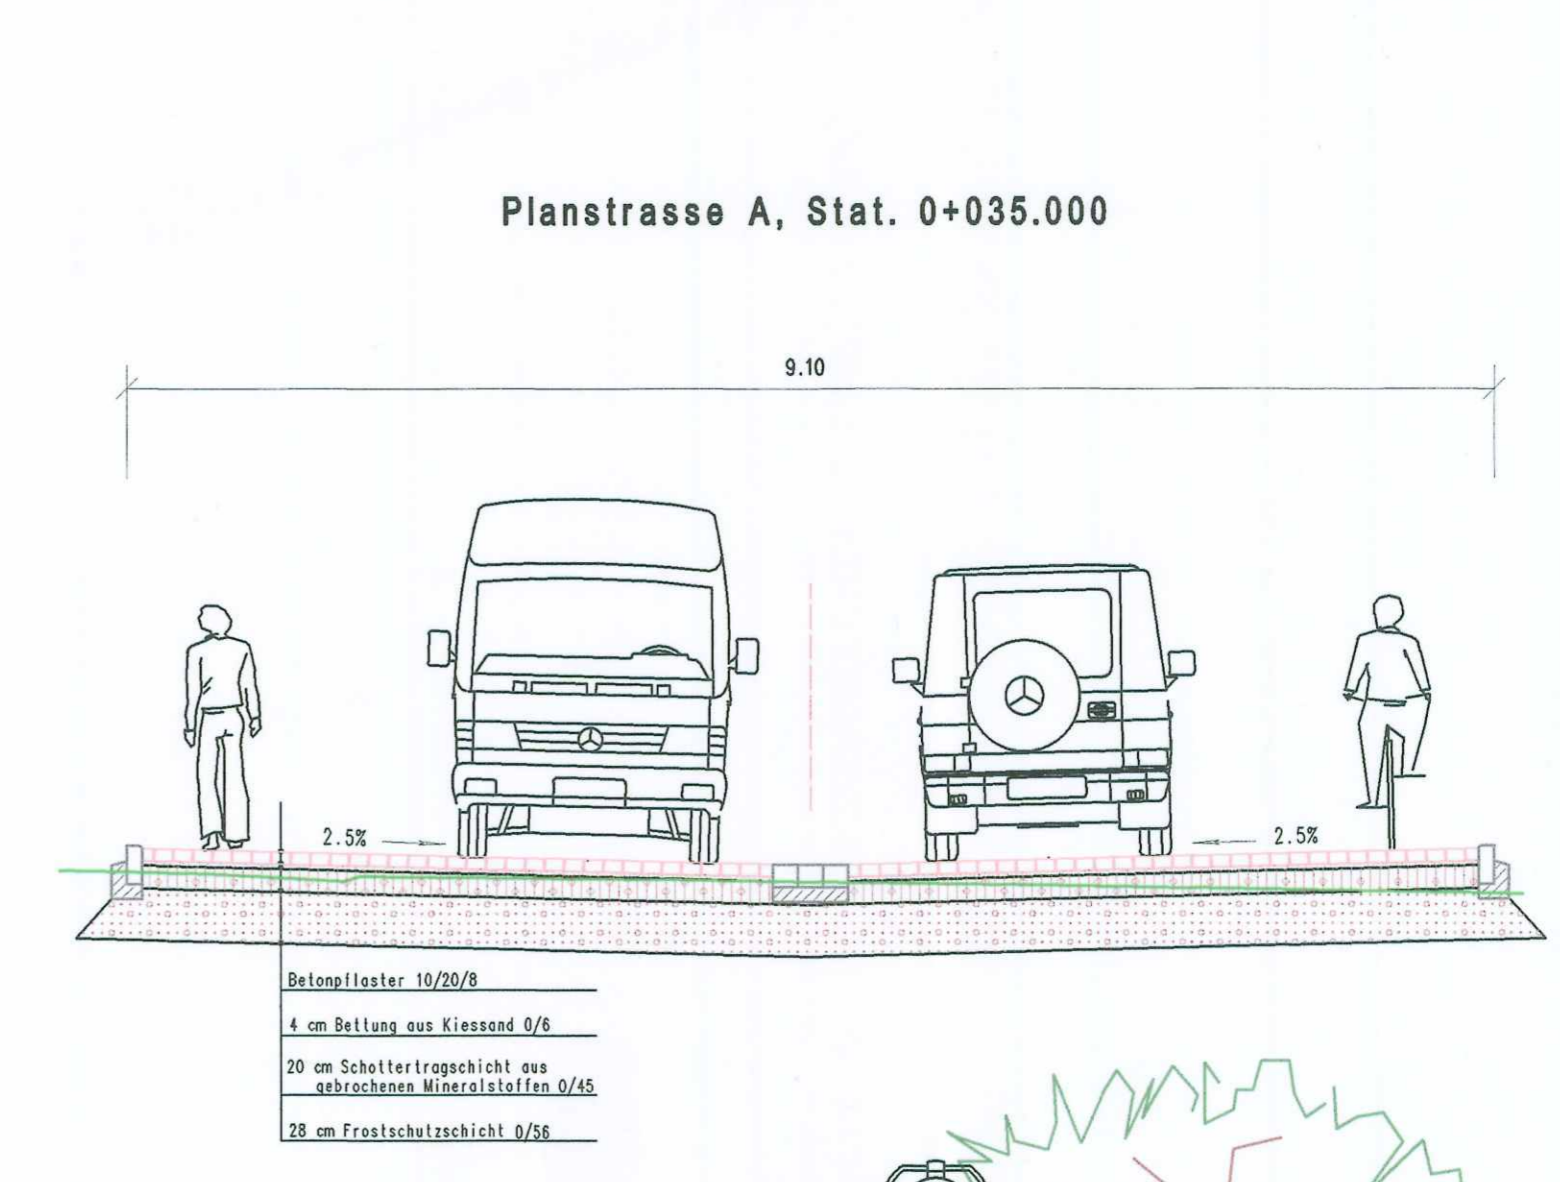 Planstrasse A, Stat. 0+035.000
9.10
2.5%
2.5%
Betonpflaster 10/20/8
4 cm Bettung aus Kiessand 0/6
20 cm Schottertragschicht aus
gebrochenen Mineralstoffen 0/45
28 cm Frostschutzschicht 0/56